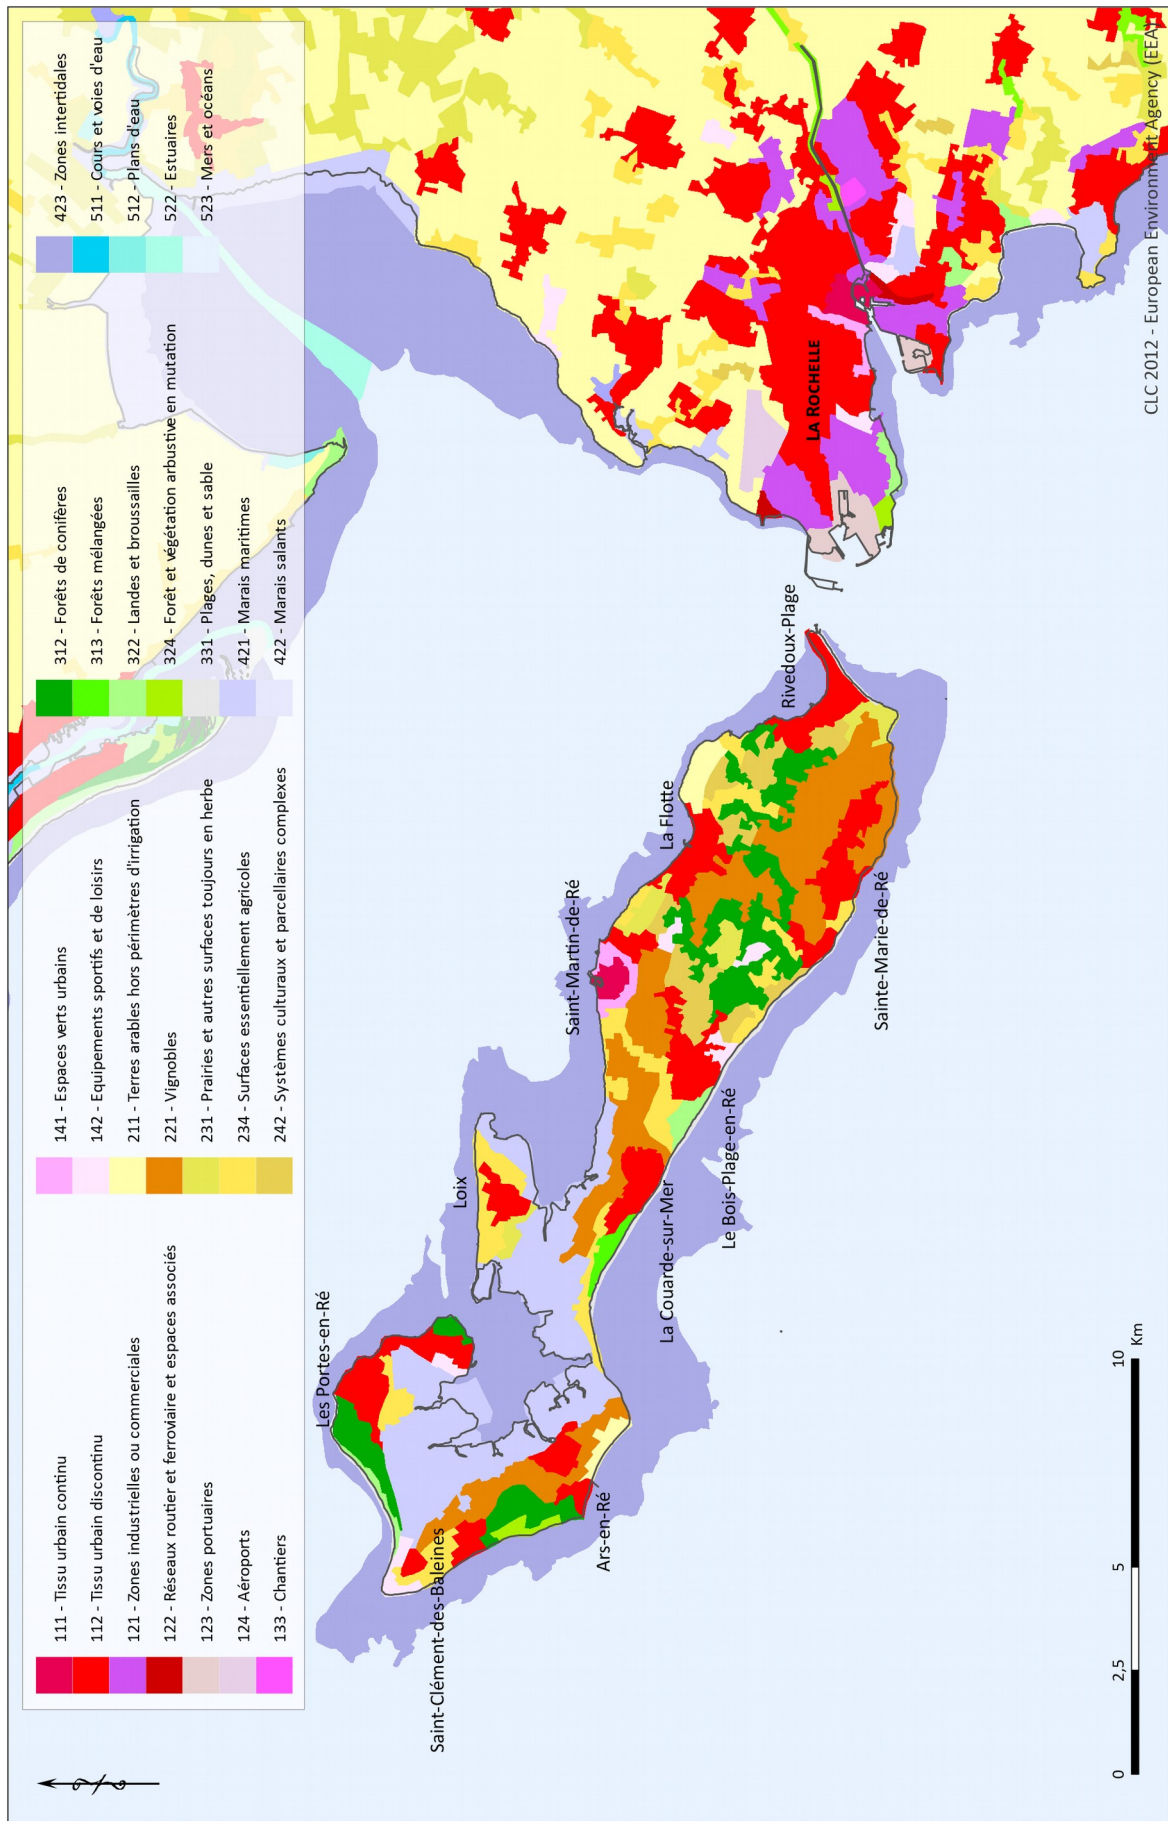 111 - Tissu urbain continu
112 - Tissu urbain discontinu
121 - Zones industrielles ou commerciales
122 - Réseaux routier et ferroviaire et espaces associés
123 - Zones portuaires
124 - Aéroports
133 - Chantiers
141 - Espaces verts urbains
142 - Equipements sportifs et de loisirs
211 - Terres arables hors périmètres d'irrigation
221 - Vignobles
231 - Prairies et autres surfaces toujours en herbe
234 - Surfaces essentiellement agricoles
242 - Systèmes culturaux et parcellaires complexes
312 - Forêts de conifères
313 - Forêts mélangées
322 - Landes et broussailles
324 - Forêt et végétation arbustive en mutation
331 - Plages, dunes et sable
421 - Marais maritimes
422 - Marais salants
423 - Zones intertidales
511 - Cours et voies d'eau
512 - Plans d'eau
522 - Estuaires
523 - Mers et océans
Les Portes-en-Ré
Saint-Clément-des-Baleines
Loix
Ars-en-Ré
Saint-Martin-de-Ré
La Flotte
La Couarde-sur-Mer
Le Bois-Plage-en-Ré
Rivedoux-Plage
LA ROCHELLE
Sainte-Marie-de-Ré
0 2,5 5 10
Km
CLC 2012 - European Environment Agency (EEA)